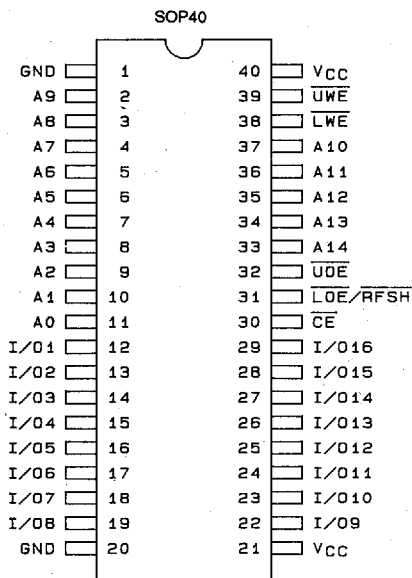 SOP40
GND 1 40 VCC
A9 2 39 UWE
A8 3 38 LWE
A7 4 37 A10
A6 5 36 A11
A5 6 35 A12
A4 7 34 A13
A3 8 33 A14
A2 9 32 UOE
A1 10 31 LOE/RFSH
A0 11 30 CE
I/O1 12 29 I/O16
I/O2 13 28 I/O15
I/O3 14 27 I/O14
I/O4 15 26 I/O13
I/O5 16 25 I/O12
I/O6 17 24 I/O11
I/O7 18 23 I/O10
I/O8 19 22 I/O9
GND 20 21 VCC